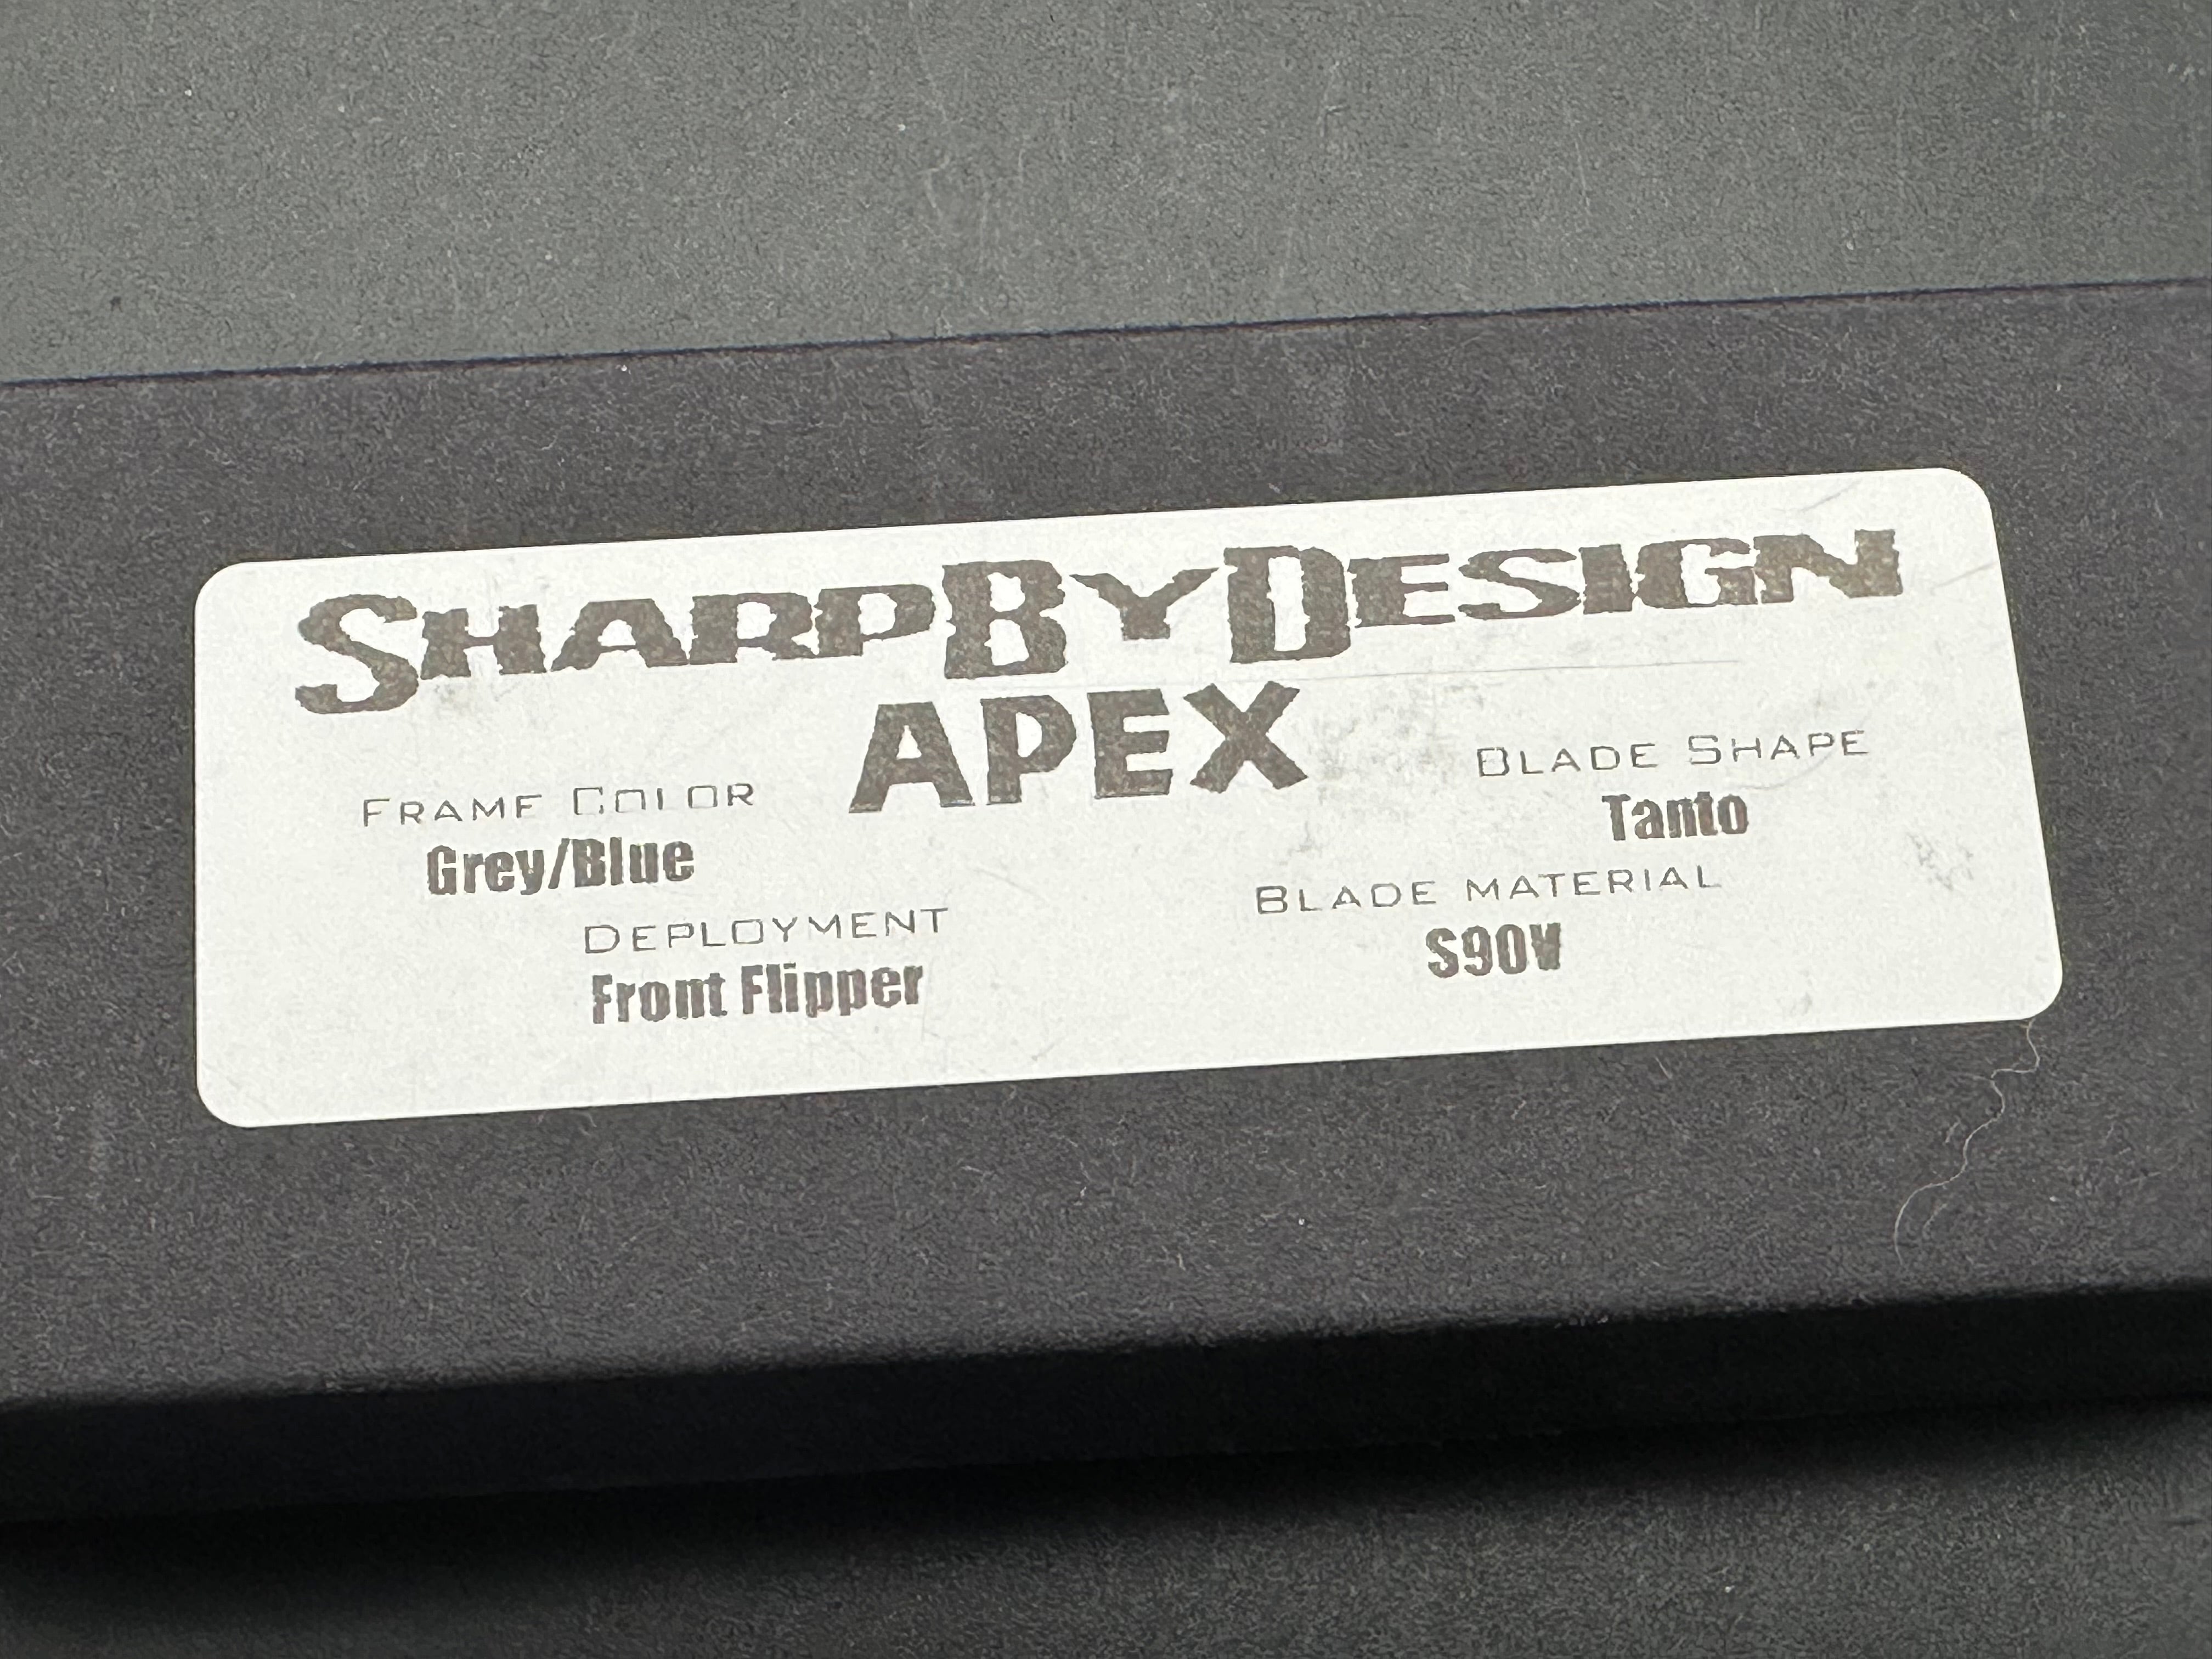 SHARPBYDESIGN
APEX
FRAME COLOR
Grey/Blue
BLADE SHAPE
Tanto
DEPLOYMENT
Front Flipper
BLADE MATERIAL
S90V